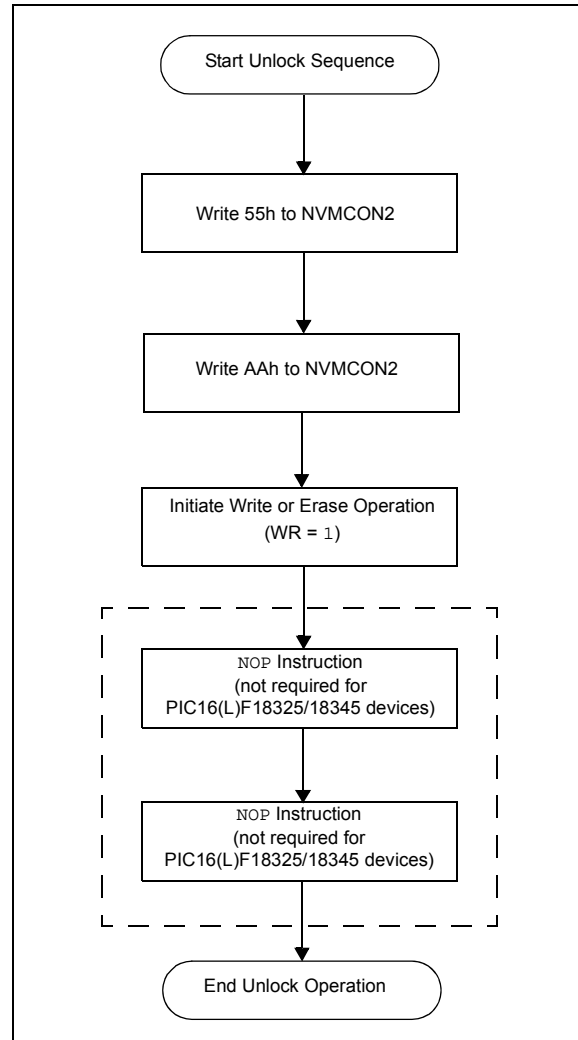 Start Unlock Sequence
Write 55h to NVMCON2
Write AAh to NVMCON2
Initiate Write or Erase Operation
(WR = 1)
NOP Instruction
(not required for
PIC16(L)F18325/18345 devices)
NOP Instruction
(not required for
PIC16(L)F18325/18345 devices)
End Unlock Operation